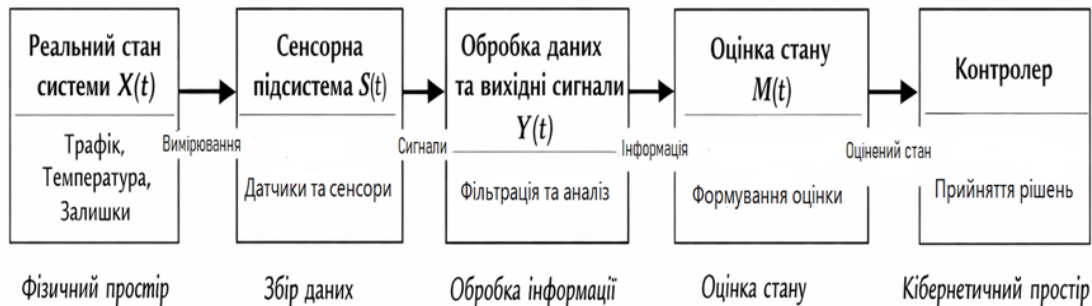 Реальний стан
системи X(t)
Трафік,
Температура,
Залишки
Вимірювання
Сенсорна
підсистема S(t)
Датчики та сенсори
Сигнали
Обробка даних
та вихідні сигнали
Y(t)
Фільтрація та аналіз
Інформація
Оцінка стану
M(t)
Формування оцінки
Оцінений стан
Контролер
Прийняття рішень
Фізичний простір
Збір даних
Обробка інформації
Оцінка стану
Кібернетичний простір